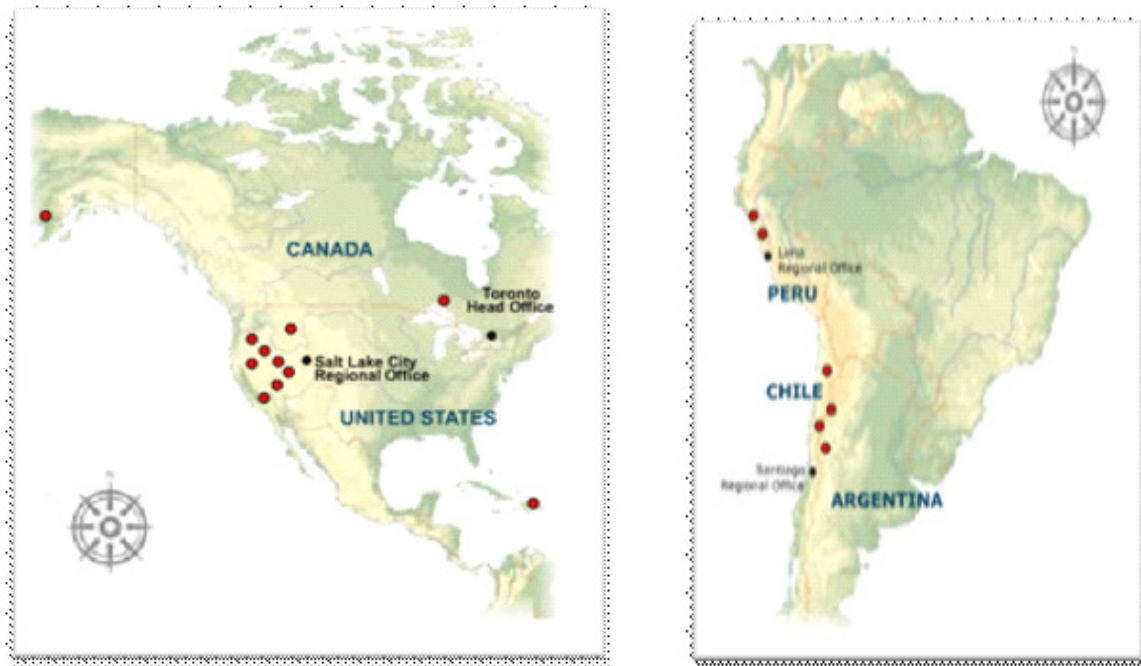 CANADA
Toronto
Head Office
Salt Lake City
Regional Office
UNITED STATES
Lima
Regional Office
PERU
CHILE
Santiago
Regional Office
ARGENTINA